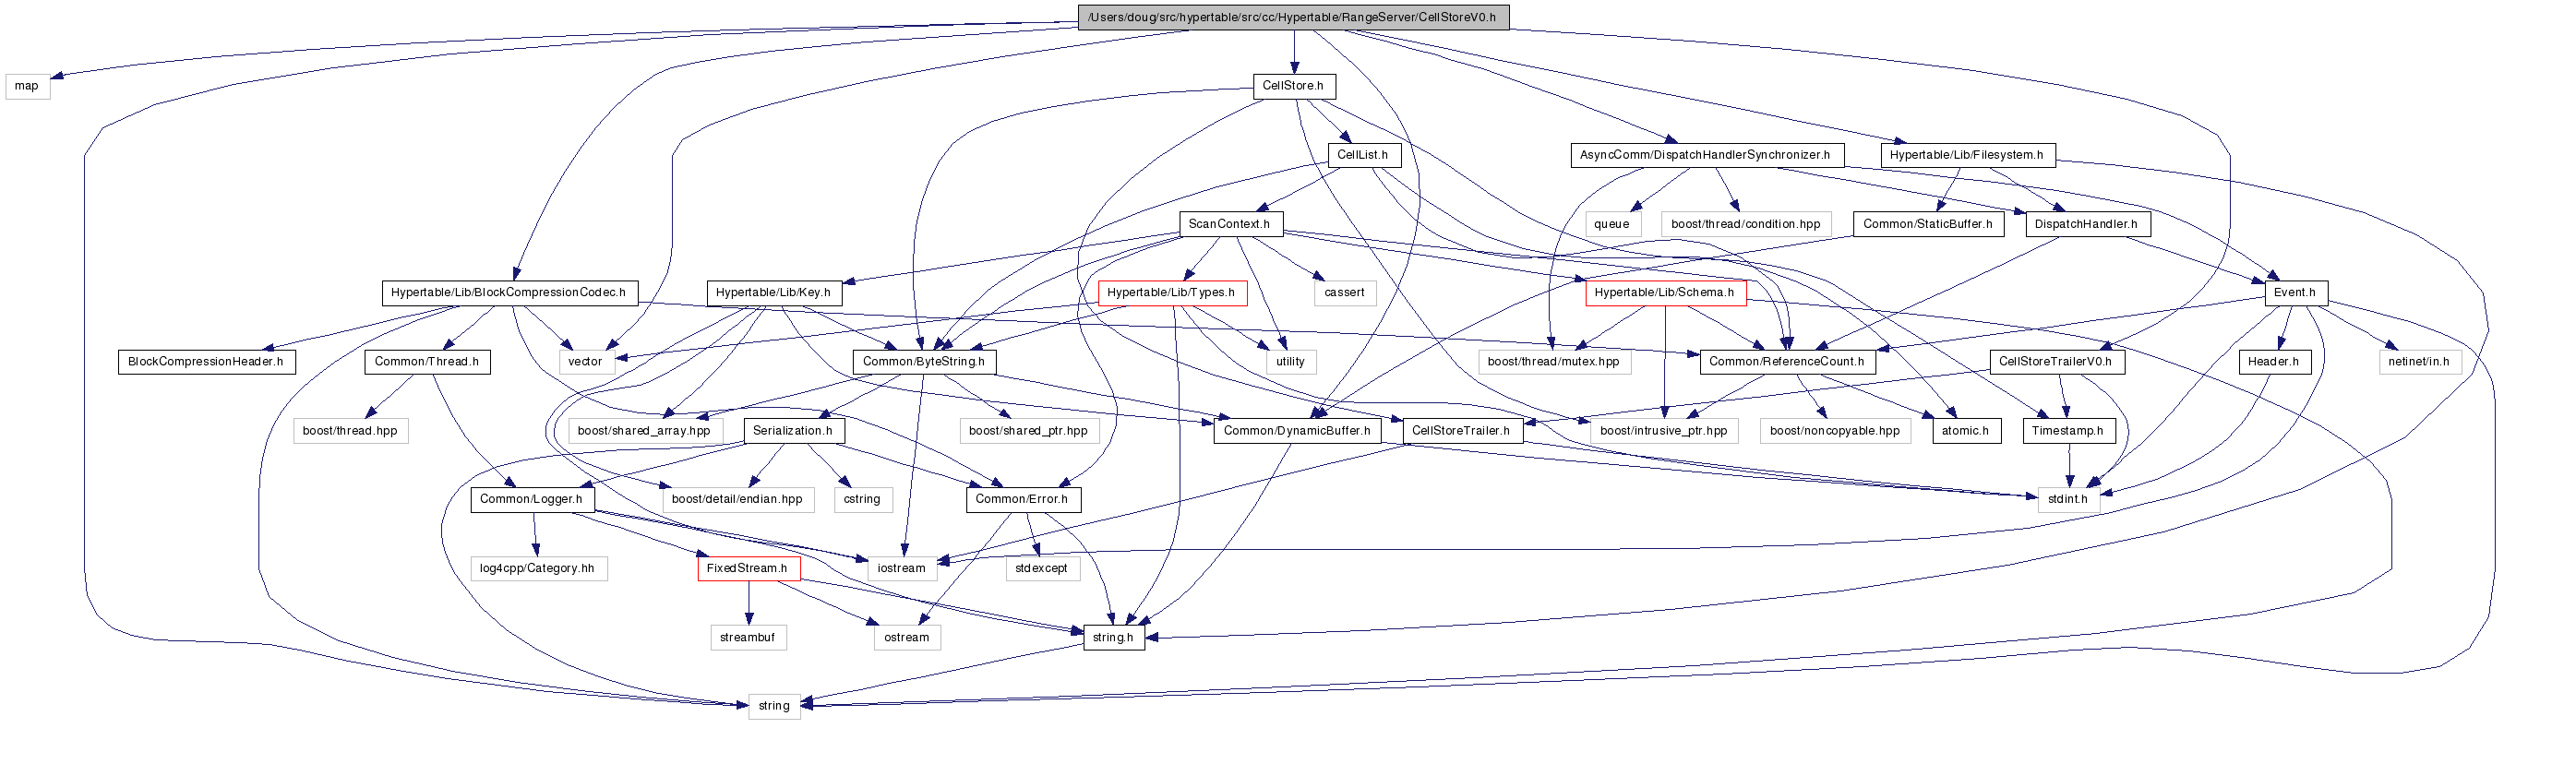 /Users/doug/src/hypertable/src/cc/Hypertable/RangeServer/CellStoreV0.h
map
CellStore.h
CellList.h
AsyncComm/DispatchHandlerSynchronizer.h
Hypertable/Lib/Filesystem.h
ScanContext.h
queue
boost/thread/condition.hpp
Common/StaticBuffer.h
DispatchHandler.h
Hypertable/Lib/BlockCompressionCodec.h
Hypertable/Lib/Key.h
Hypertable/Lib/Types.h
cassert
Hypertable/Lib/Schema.h
Event.h
BlockCompressionHeader.h
Common/Thread.h
vector
Common/ByteString.h
utility
boost/thread/mutex.hpp
Common/ReferenceCount.h
CellStoreTrailerV0.h
Header.h
netinet/in.h
boost/thread.hpp
boost/shared_array.hpp
Serialization.h
boost/shared_ptr.hpp
Common/DynamicBuffer.h
CellStoreTrailer.h
boost/intrusive_ptr.hpp
boost/noncopyable.hpp
atomic.h
Timestamp.h
Common/Logger.h
boost/detail/endian.hpp
cstring
Common/Error.h
stdint.h
log4cpp/Category.hh
FixedStream.h
iostream
stdexcept
streambuf
ostream
string.h
string